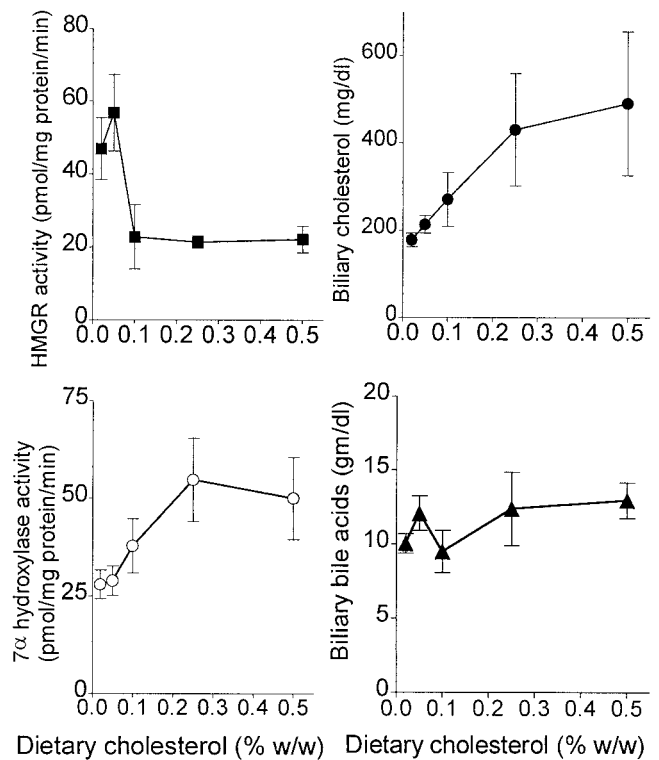 HMGR activity (pmol/mg protein/min)
80
60
40
20
0
0.0 0.1 0.2 0.3 0.4 0.5
Biliary cholesterol (mg/dl)
600
400
200
0
0.0 0.1 0.2 0.3 0.4 0.5
7α hydroxylase activity
(pmol/mg protein/min)
75
50
25
0
0.0 0.1 0.2 0.3 0.4 0.5
Dietary cholesterol (% w/w)
Biliary bile acids (gm/dl)
20
15
10
5
0
0.0 0.1 0.2 0.3 0.4 0.5
Dietary cholesterol (% w/w)